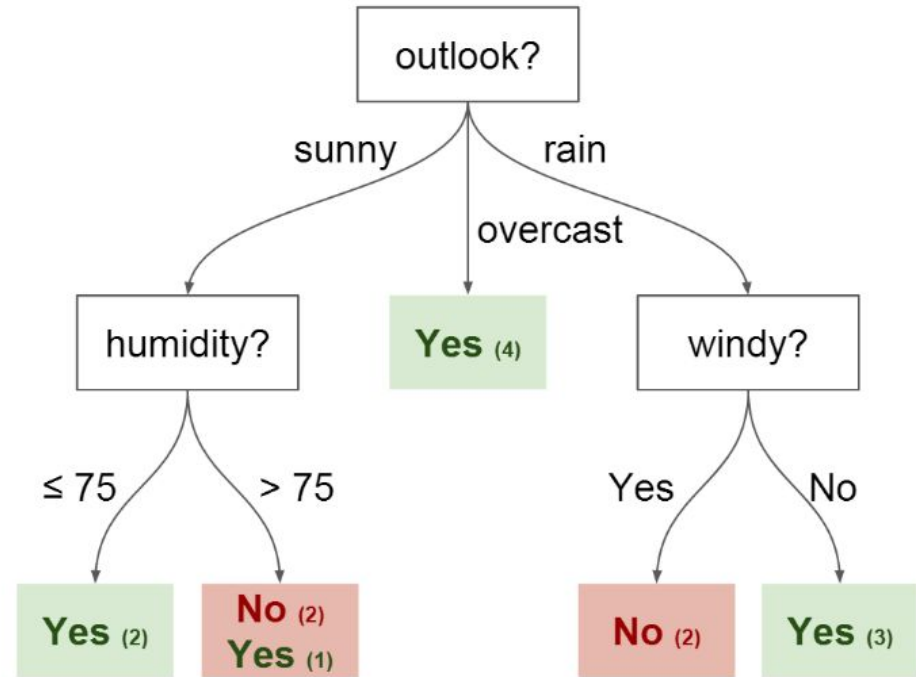 outlook?
sunny
rain
overcast
humidity?
Yes (4)
windy?
≤ 75
> 75
Yes
No
Yes (2)
No (2)
Yes (1)
No (2)
Yes (3)